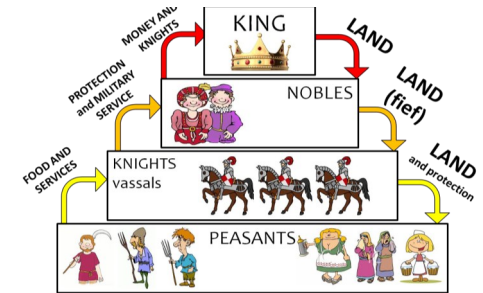 MONEY AND
KNIGHTS
KING
LAND
PROTECTION
and MILITARY
SERVICE
NOBLES
LAND
(fief)
FOOD AND
SERVICES
KNIGHTS
vassals
LAND
and protection
PEASANTS